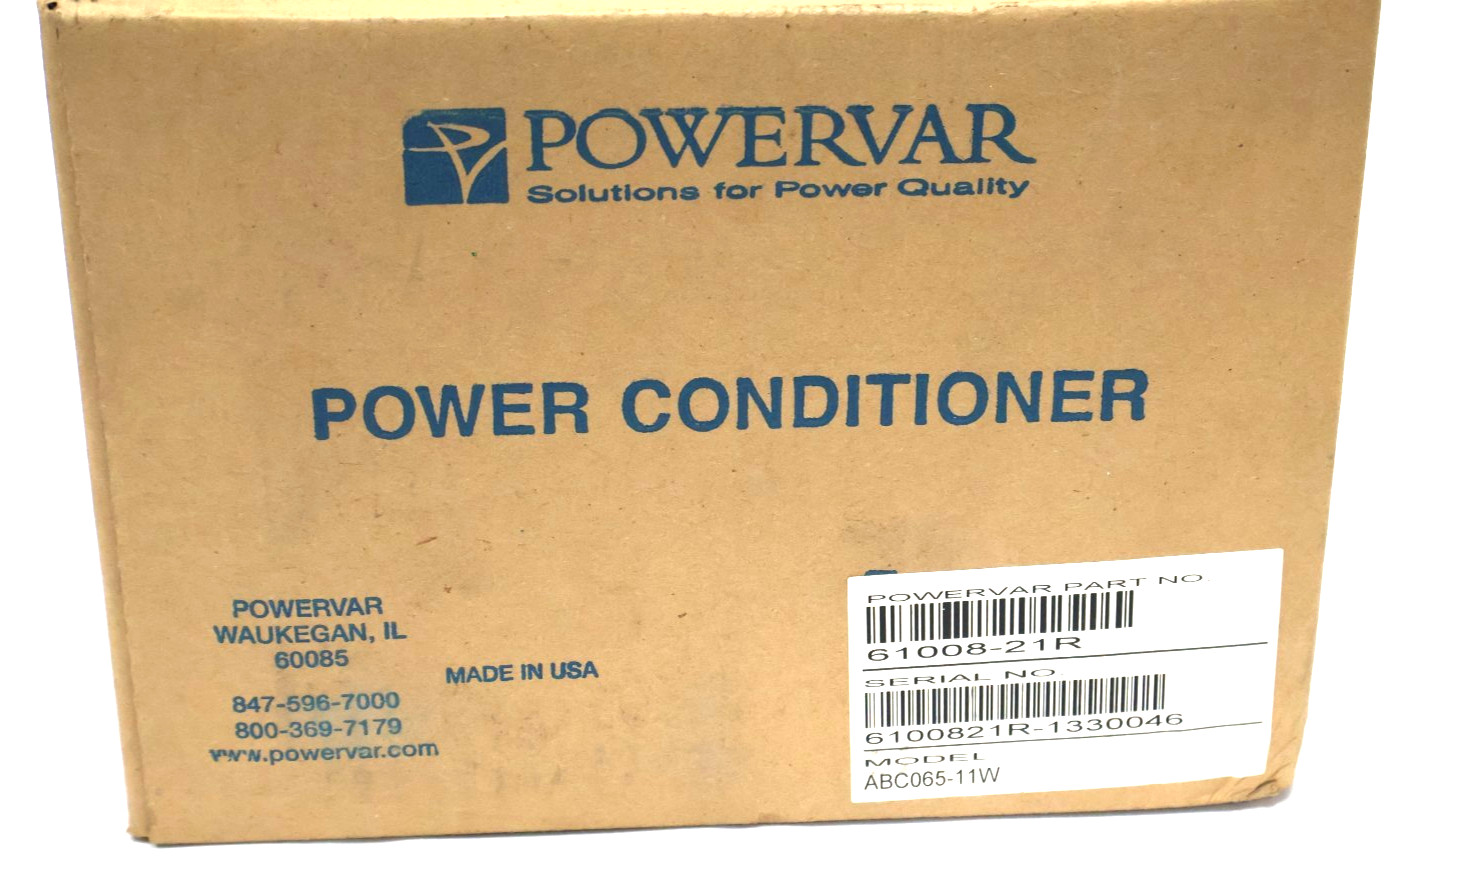 POWERVAR
Solutions for Power Quality
POWER CONDITIONER
POWERVAR
WAUKEGAN, IL
60085
847-596-7000
800-369-7179
www.powervar.com
MADE IN USA
POWERVAR PART NO.
61008-21R
SERIAL NO.
6100821R-1330046
MODEL
ABC065-11W